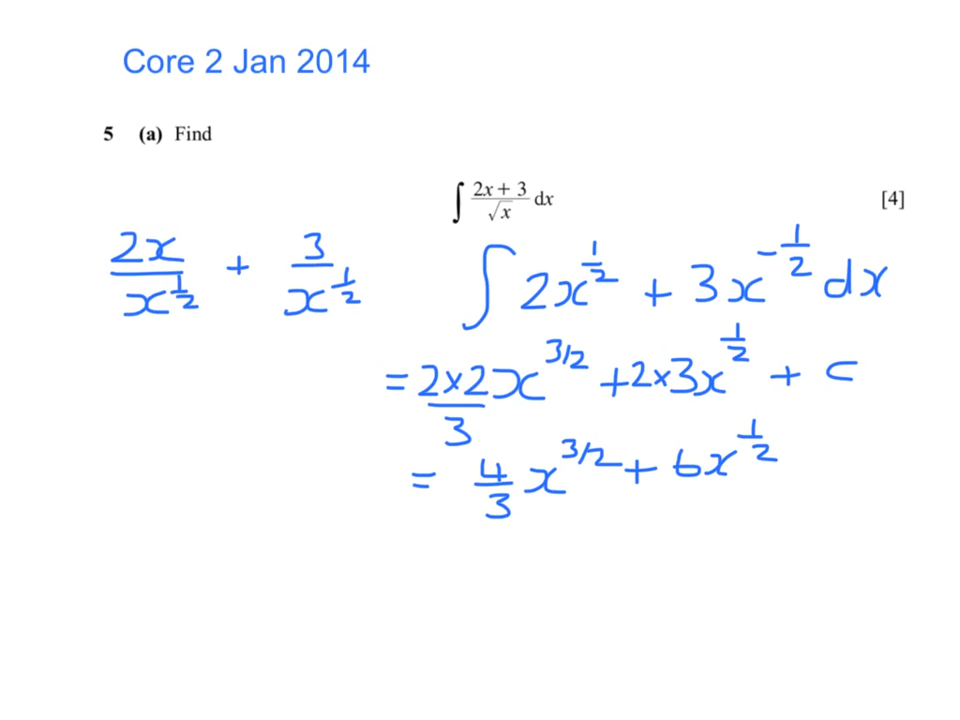 Core 2 Jan 2014
5 (a) Find
∫ (2x + 3)/√x dx [4]
2x/x^½ + 3/x^½
∫ 2x^½ + 3x^-½ dx
= (2×2)/3 x^3/2 + 2×3x^½ + c
= 4/3 x^3/2 + 6x^½